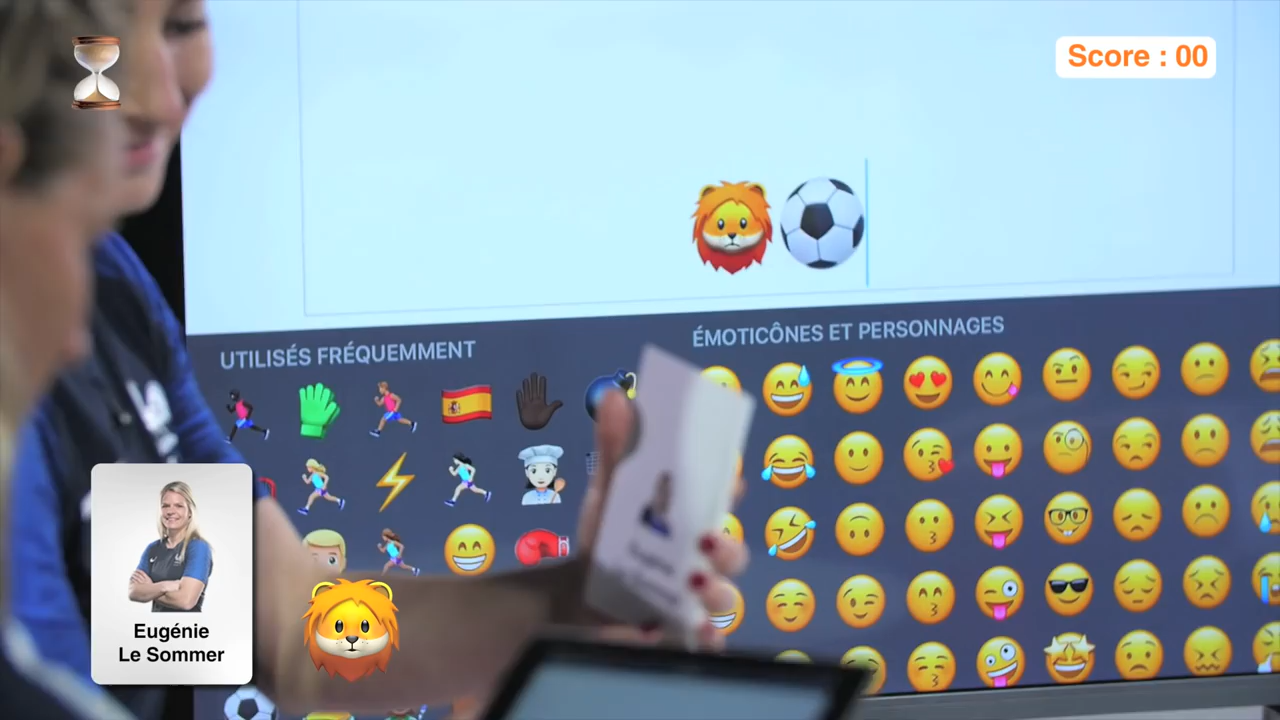 Score : 00
UTILISÉS FRÉQUEMMENT
ÉMOTICÔNES ET PERSONNAGES
Eugénie
Le Sommer